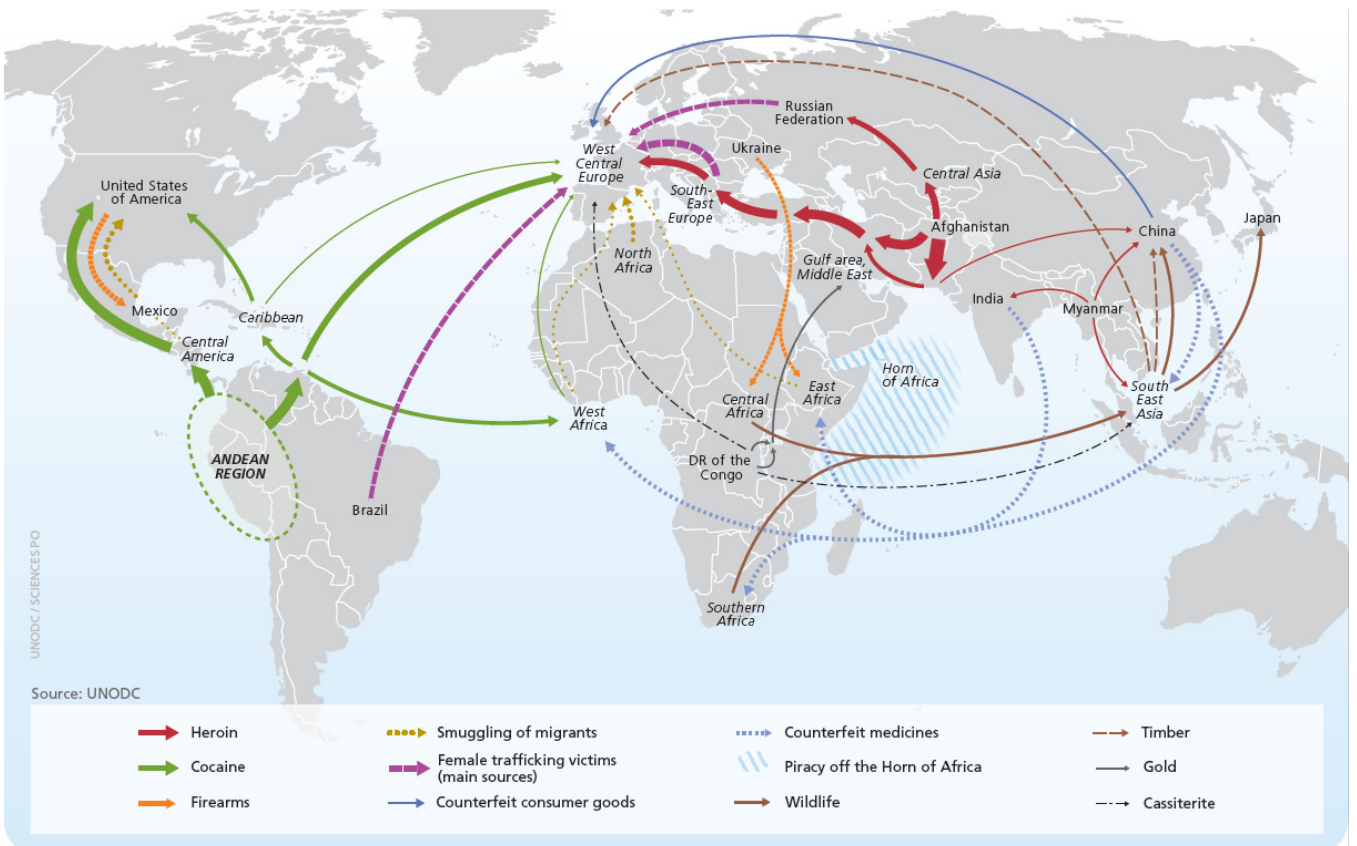 Russian
Federation
West
Central
Europe
Ukraine
United States
of America
Central Asia
South-
East
Europe
Japan
Afghanistan
China
North
Africa
Gulf area,
Middle East
India
Myanmar
Mexico
Caribbean
Central
America
Horn
of Africa
South
East
Asia
East
Africa
Central
Africa
West
Africa
ANDEAN
REGION
DR of the
Congo
Brazil
Southern
Africa
UNODC / SCIENCES PO
Source: UNODC
Heroin
Cocaine
Firearms
Smuggling of migrants
Female trafficking victims
(main sources)
Counterfeit consumer goods
Counterfeit medicines
Piracy off the Horn of Africa
Wildlife
Timber
Gold
Cassiterite